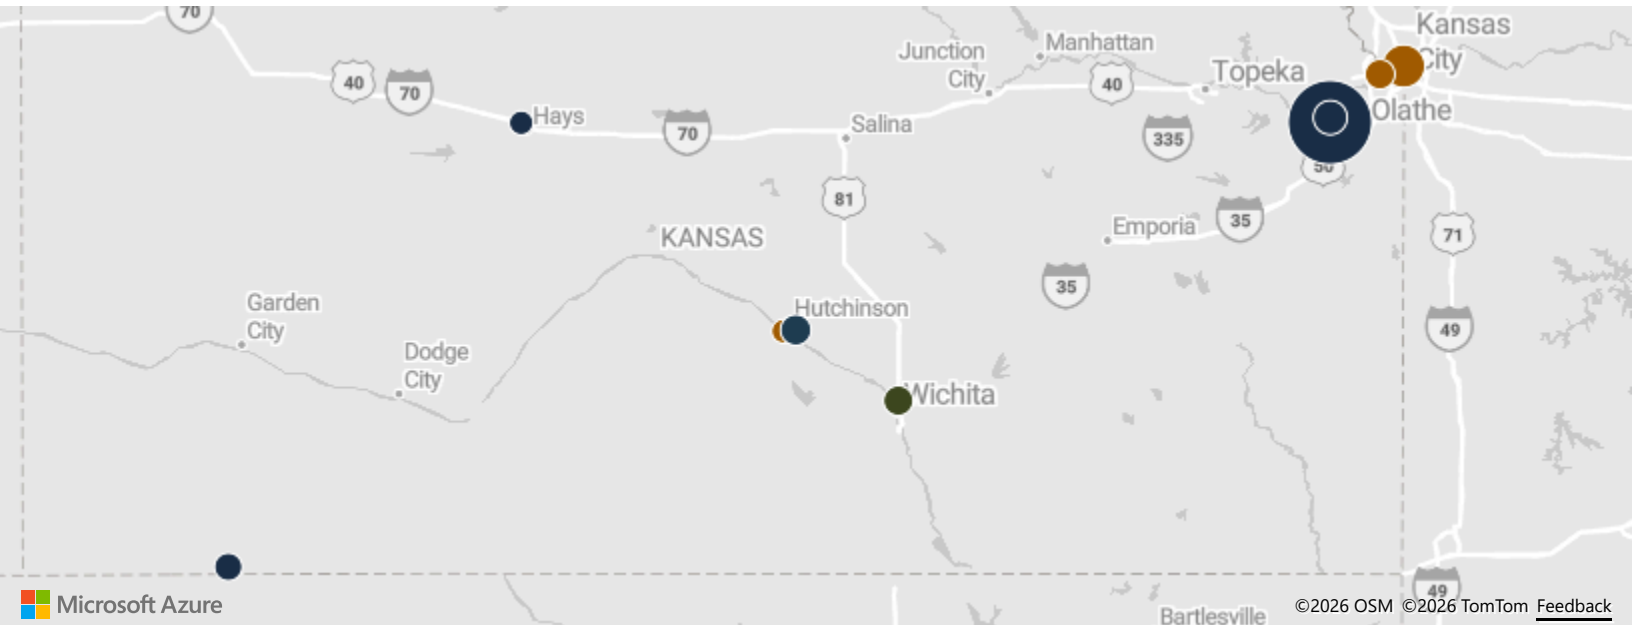 70
Kansas
City
Manhattan
Junction
City
40
70
40
Topeka
Olathe
Hays
70
Salina
335
50
81
35
Emporia
71
KANSAS
35
Garden
City
Hutchinson
49
Dodge
City
Wichita
49
Microsoft Azure
Bartlesville
©2026 OSM ©2026 TomTom Feedback